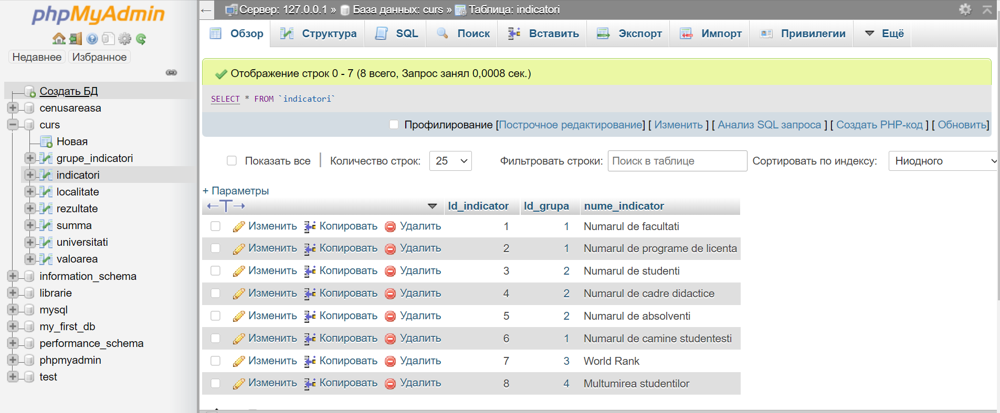 phpMyAdmin
Недавнее Избранное
Создать БД
cenusareasa
curs
Новая
grupe_indicatori
indicatori
localitate
rezultate
summa
universitati
valoarea
information_schema
librarie
mysql
my_first_db
performance_schema
phpmyadmin
test
Сервер: 127.0.0.1 » База данных: curs » Таблица: indicatori
Обзор Структура SQL Поиск Вставить Экспорт Импорт Привилегии Ещё
Отображение строк 0 - 7 (8 всего, Запрос занял 0,0008 сек.)
SELECT * FROM `indicatori`
Профилирование [Построчное редактирование] [ Изменить ] [ Анализ SQL запроса ] [ Создать PHP-код ] [ Обновить]
Показать все Количество строк: 25 Фильтровать строки: Поиск в таблице Сортировать по индексу: Ниодного
+ Параметры
←T→ Id_indicator Id_grupa nume_indicator
Изменить Копировать Удалить 1 1 Numarul de facultati
Изменить Копировать Удалить 2 1 Numarul de programe de licenta
Изменить Копировать Удалить 3 2 Numarul de studenti
Изменить Копировать Удалить 4 2 Numarul de cadre didactice
Изменить Копировать Удалить 5 2 Numarul de absolventi
Изменить Копировать Удалить 6 1 Numarul de camine studentesti
Изменить Копировать Удалить 7 3 World Rank
Изменить Копировать Удалить 8 4 Multumirea studentilor